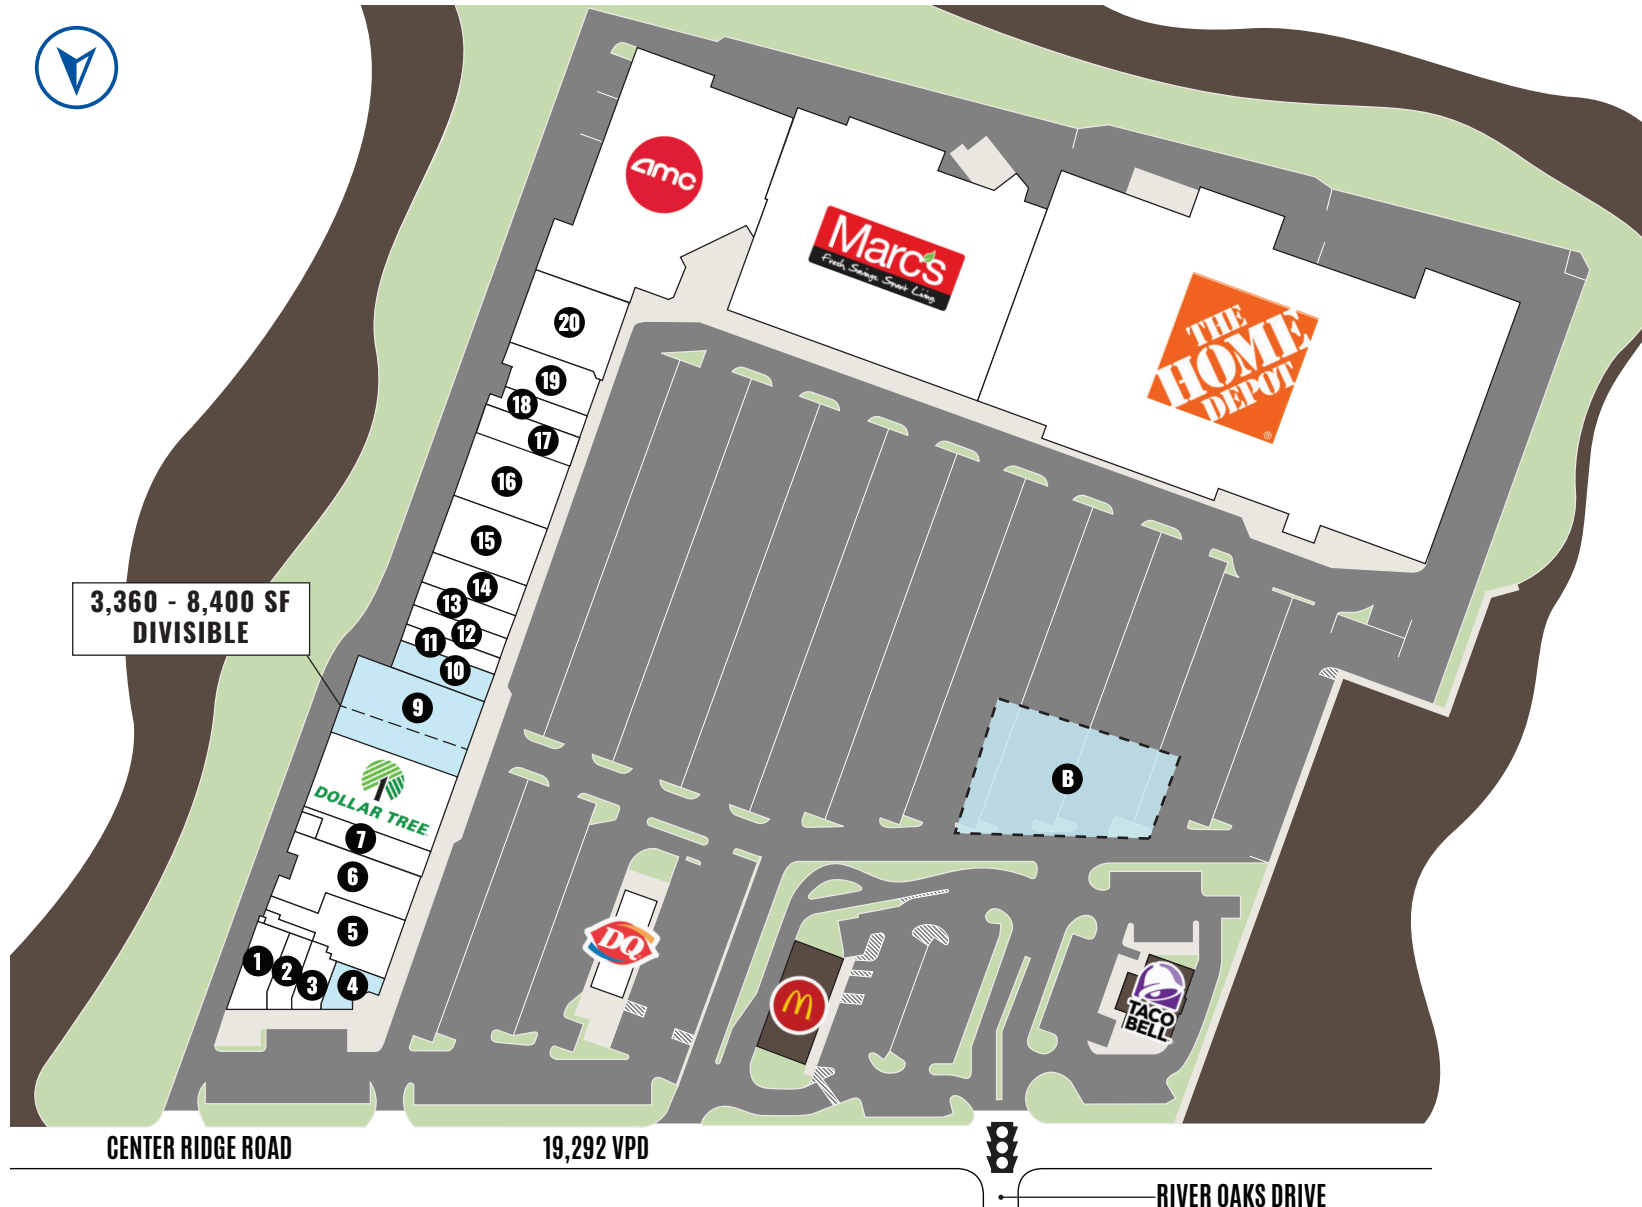 amc
Marc's
Fresh Savings. Smart Living.
THE
HOME
DEPOT
®
20
19
18
17
16
15
14
13
12
11
10
3,360 - 8,400 SF
DIVISIBLE
9
DOLLAR TREE
7
6
5
4
3
2
1
B
DQ
TACO
BELL
CENTER RIDGE ROAD
19,292 VPD
RIVER OAKS DRIVE